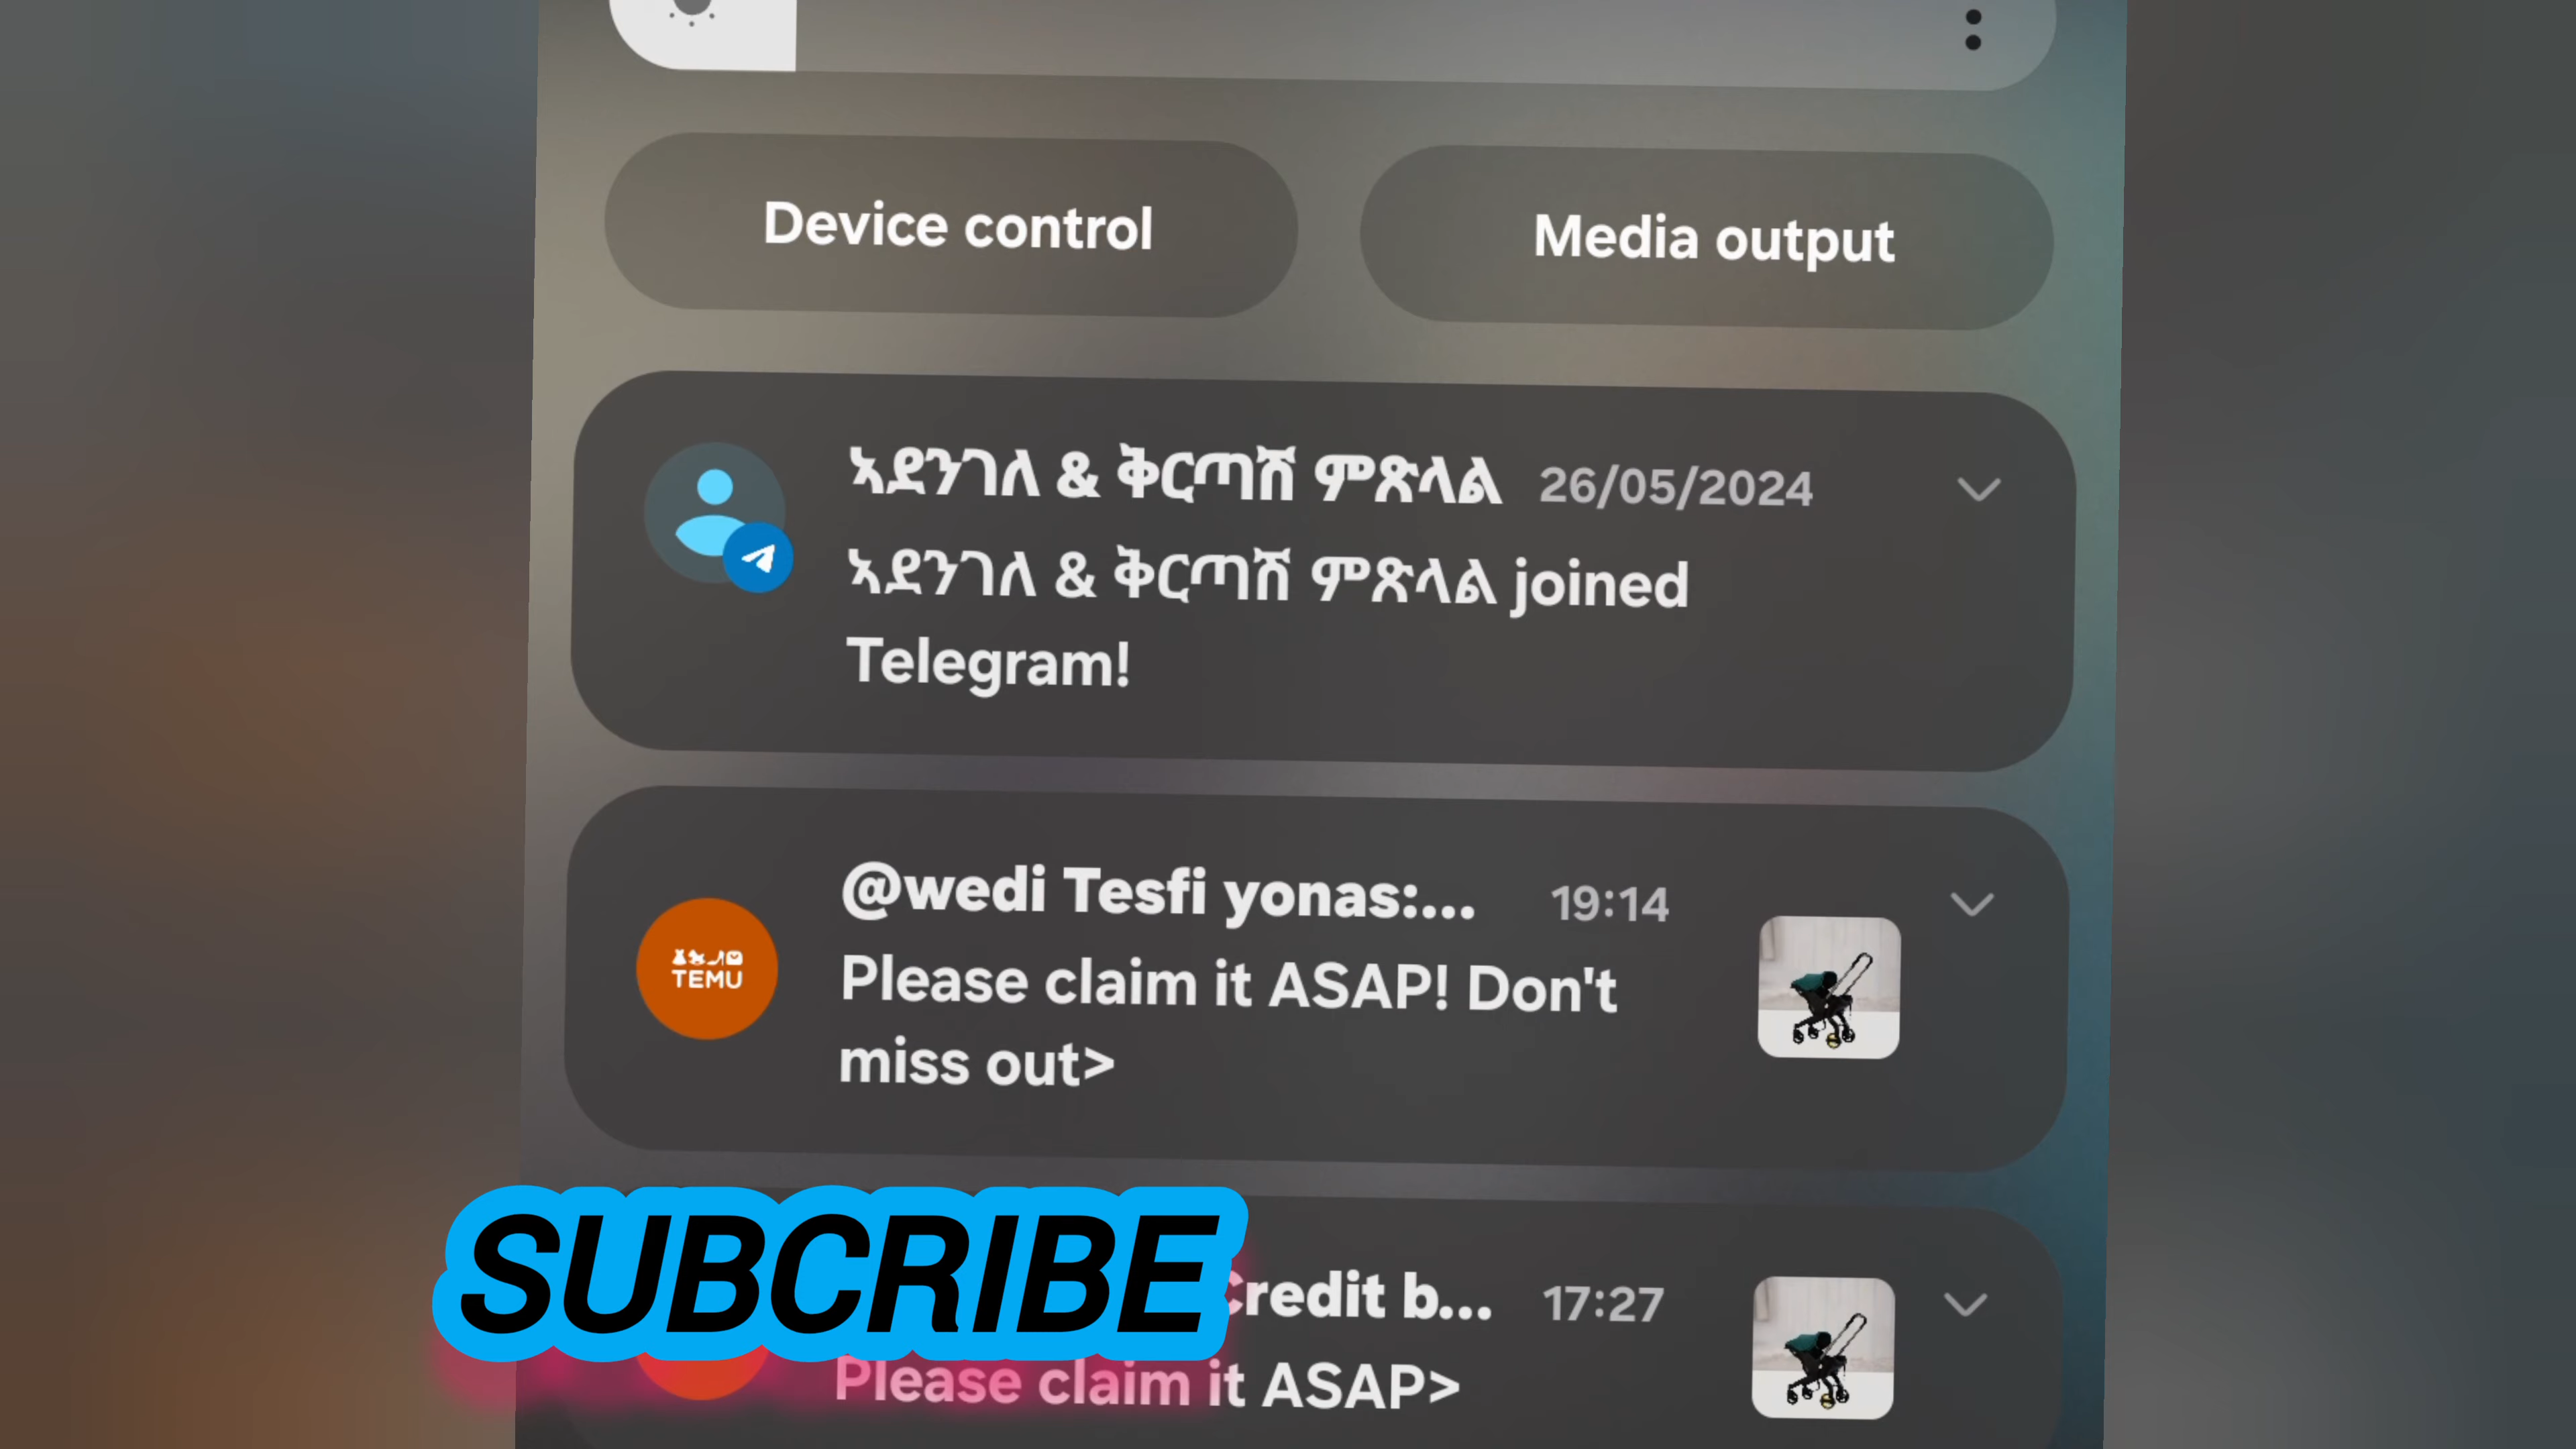 Device control
Media output
ኣደንገለ & ቅርጣሽ ምጽላል 26/05/2024
ኣደንገለ & ቅርጣሽ ምጽላል joined
Telegram!
@wedi Tesfi yonas:... 19:14
TEMU
Please claim it ASAP! Don't
miss out>
SUBCRIBE
Credit b... 17:27
Please claim it ASAP>